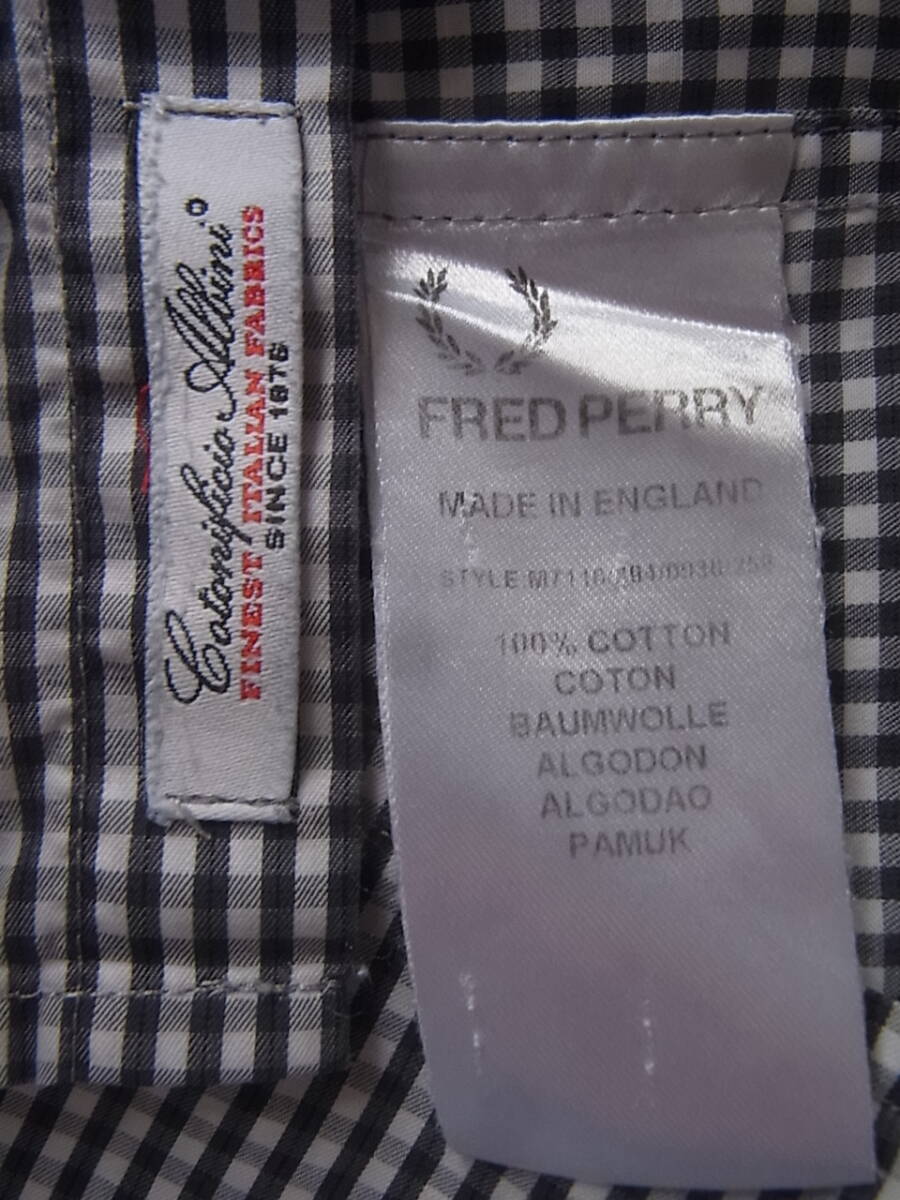 Cotonificio Albini
FINEST ITALIAN FABRICS
SINCE 1876
FRED PERRY
MADE IN ENGLAND
STYLE:
100% COTTON
COTON
BAUMWOLLE
ALGODON
ALGODAO
PAMUK